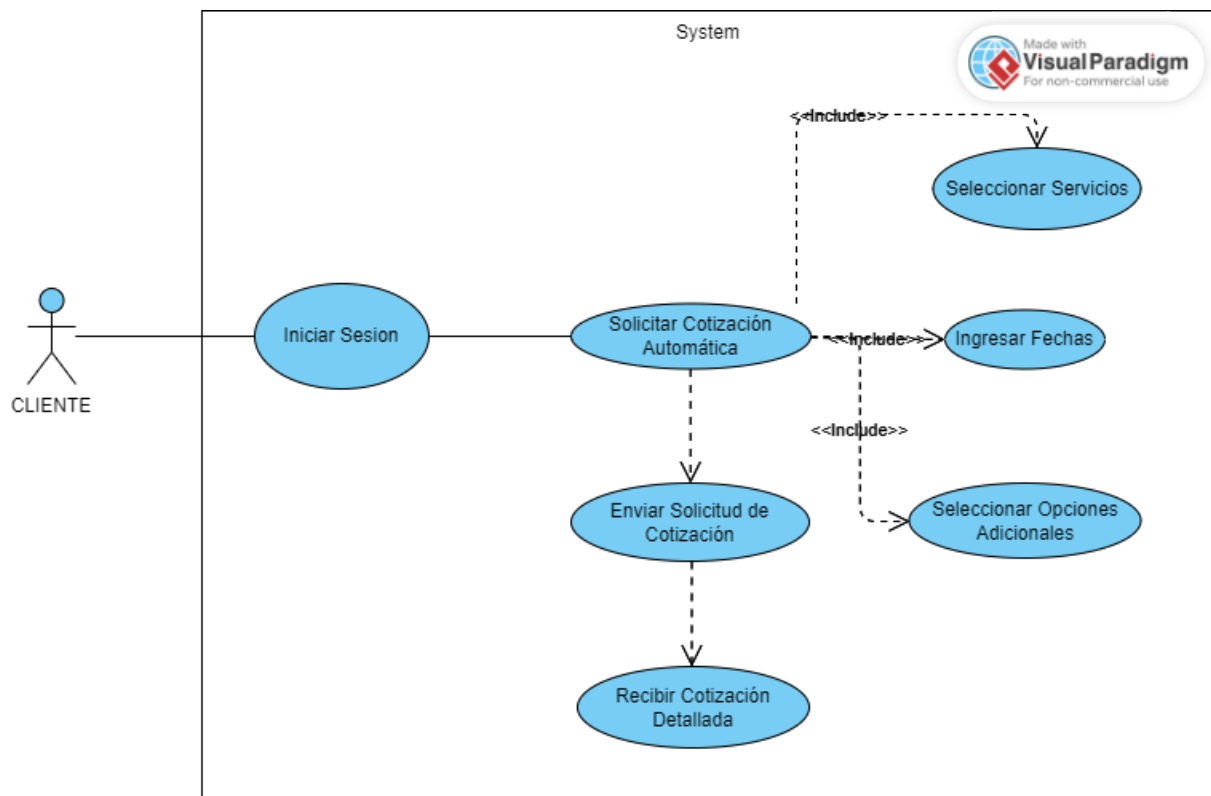 System
Made with
Visual Paradigm
For non-commercial use
<<Include>>
Seleccionar Servicios
CLIENTE
Iniciar Sesion
Solicitar Cotización
Automática
<<Include>>
Ingresar Fechas
<<Include>>
Enviar Solicitud de
Cotización
Seleccionar Opciones
Adicionales
Recibir Cotización
Detallada